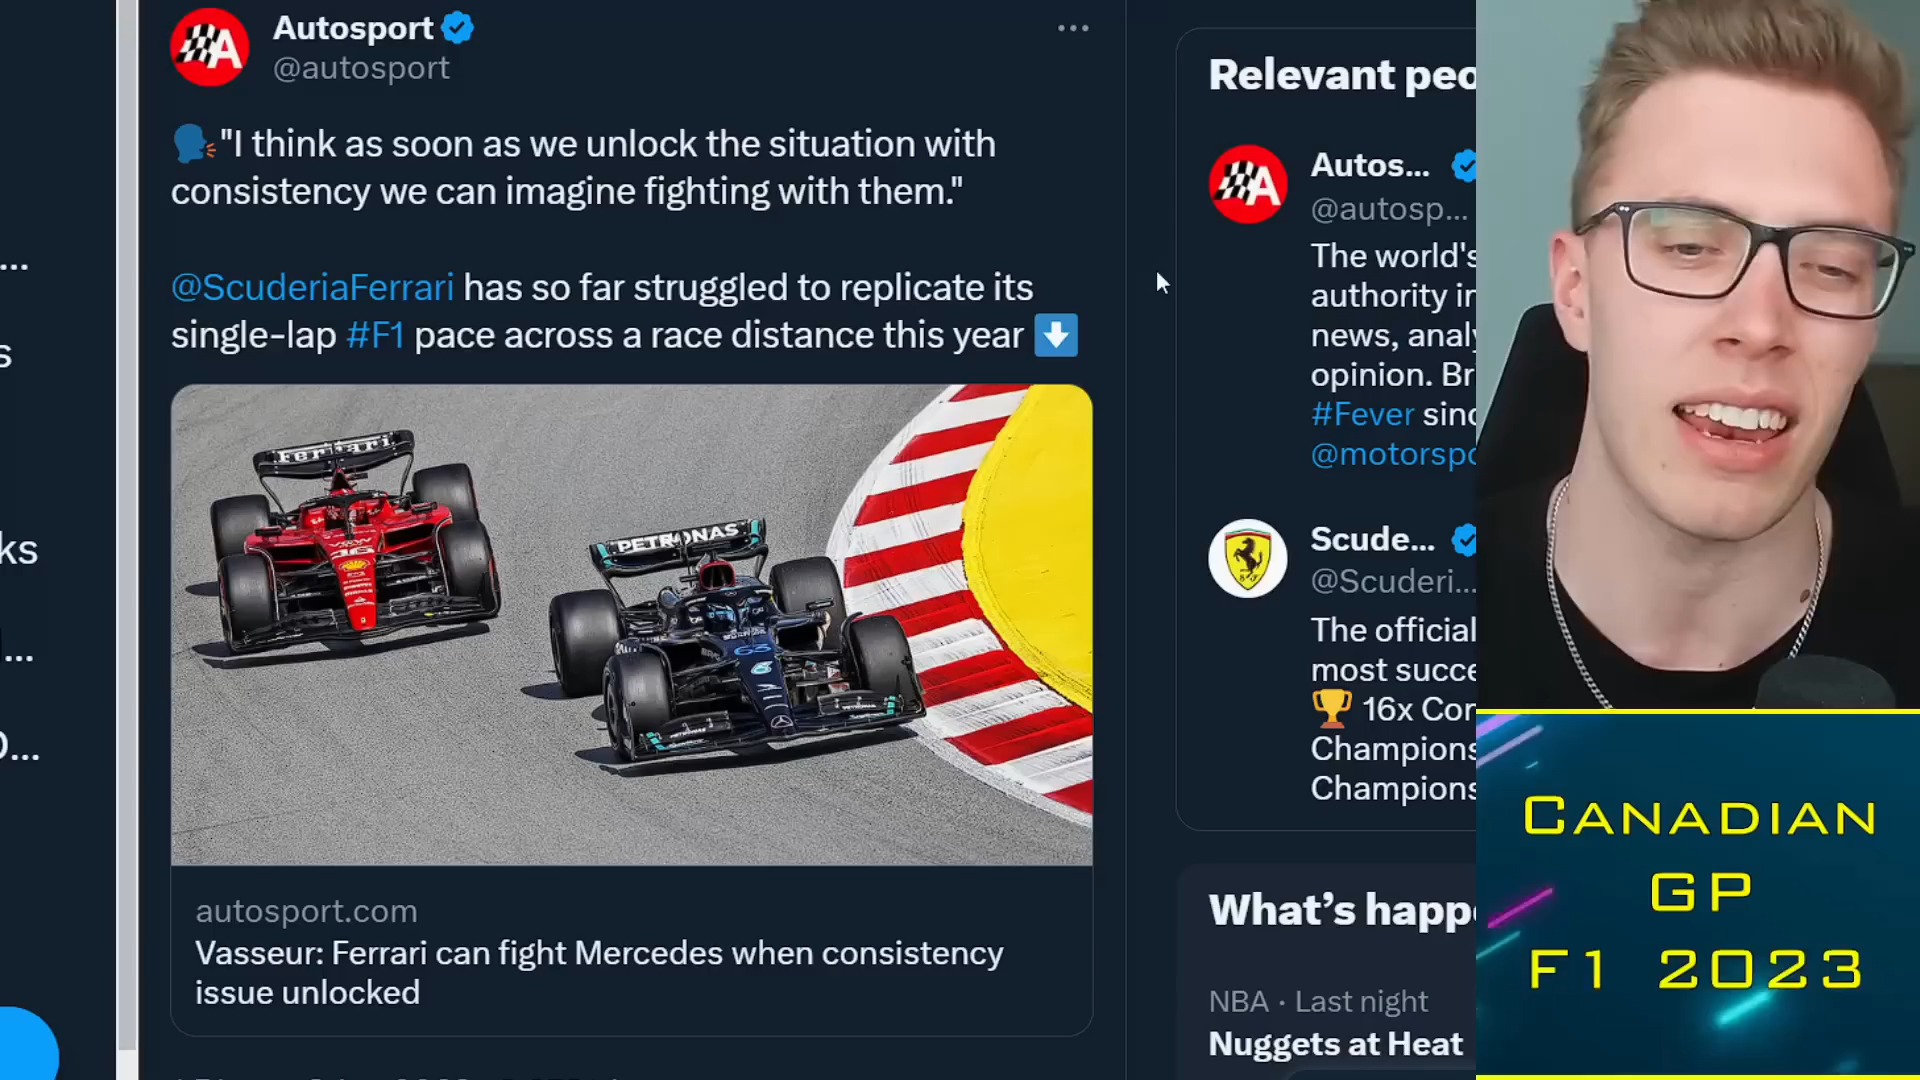 Autosport
@autosport
"I think as soon as we unlock the situation with
consistency we can imagine fighting with them."
@ScuderiaFerrari has so far struggled to replicate its
single-lap #F1 pace across a race distance this year
Ferrari
16
PETRONAS
63
autosport.com
Vasseur: Ferrari can fight Mercedes when consistency
issue unlocked
Relevant peo
Autos...
@autosp...
The world's
authority in
news, analy
opinion. Br
#Fever sinc
@motorspo
Scude...
@Scuderi...
The official
most succe
16x Con
Champions
Champions
What's happe
NBA · Last night
Nuggets at Heat
CANADIAN
GP
F1 2023